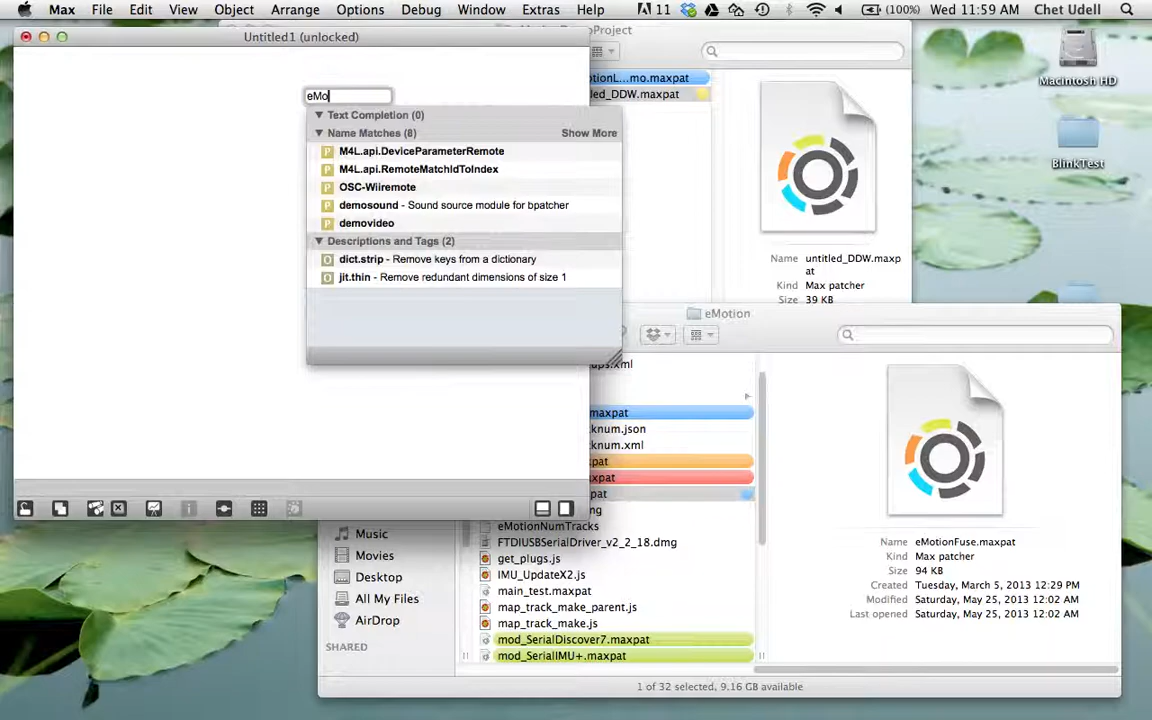 Max File Edit View Object Arrange Options Debug Window Extras Help
11 (100%) Wed 11:59 AM Chet Udell
Untitled1 (unlocked)
eMo
Text Completion (0)
Name Matches (8) Show More
M4L.api.DeviceParameterRemote
M4L.api.RemoteMatchIdToIndex
OSC-Wiiremote
demosound - Sound source module for bpatcher
demovideo
Descriptions and Tags (2)
dict.strip - Remove keys from a dictionary
jit.thin - Remove redundant dimensions of size 1
Project
otionL...mo.maxpat
led_DDW.maxpat
Name untitled_DDW.maxp
at
Kind Max patcher
Size 39 KB
Macintosh HD
BlinkTest
eMotion
ups.xml
maxpat
knum.json
knum.xml
pat
xpat
pat
ng
eMotionNumTracks
FTDIUSBSerialDriver_v2_2_18.dmg
get_plugs.js
IMU_UpdateX2.js
main_test.maxpat
map_track_make_parent.js
map_track_make.js
mod_SerialDiscover7.maxpat
mod_SerialIMU+.maxpat
Music
Movies
Desktop
All My Files
AirDrop
SHARED
Name eMotionFuse.maxpat
Kind Max patcher
Size 94 KB
Created Tuesday, March 5, 2013 12:29 PM
Modified Saturday, May 25, 2013 12:02 AM
Last opened Saturday, May 25, 2013 12:02 AM
1 of 32 selected, 9.16 GB available